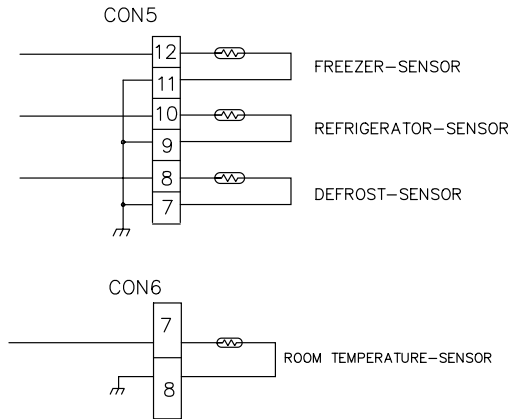 CON5
12
FREEZER-SENSOR
11
10
REFRIGERATOR-SENSOR
9
8
DEFROST-SENSOR
7
CON6
7
ROOM TEMPERATURE-SENSOR
8